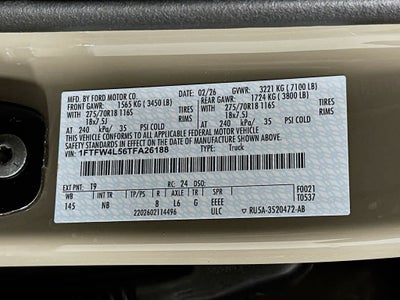 MFD. BY FORD MOTOR CO.
02/26 GVWR: 3221 KG (7100 LB)
FRONT GAWR: 1565 KG (3450 LB)
REAR GAWR: 1724 KG (3800 LB)
WITH
275/70R18 116S TIRES
18x7.5J RIMS
AT 240 kPa/ 35 PSI COLD
WITH
275/70R18 116S TIRES
18x7.5J RIMS
AT 240 kPa/ 35 PSI COLD
THIS VEHICLE CONFORMS TO ALL APPLICABLE FEDERAL MOTOR VEHICLE SAFETY
STANDARDS IN EFFECT ON THE DATE OF MANUFACTURE SHOWN ABOVE.
VIN: 1FTFW4L56TFA26188
TYPE: Truck
EXT PNT: 19
RC: 24 DSO:
F0021
T0537
WB INT TR TP/PS R AXLE TR SPR
145 NB 8 L6 G EEEE
2202602114496 ULC RU5A-3520472-AB